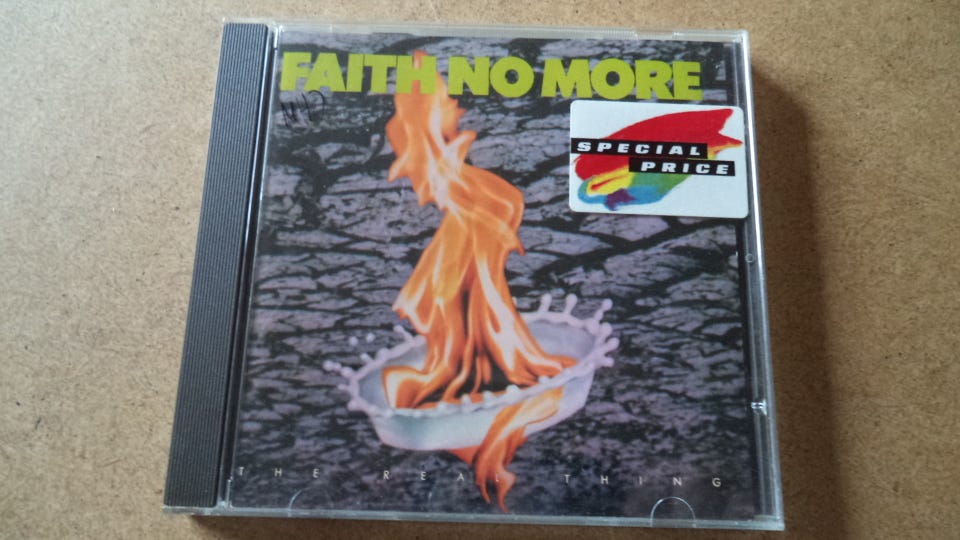 FAITH NO MORE
SPECIAL
PRICE
THE REAL THING